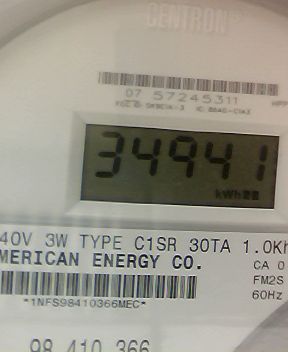 CENTRON
07 57245311
34941
kWh
40V 3W TYPE C1SR 30TA 1.0Kh
MERICAN ENERGY CO.
CA 0
FM2S
60Hz
*1NFS98410366MEC*
98 410 366